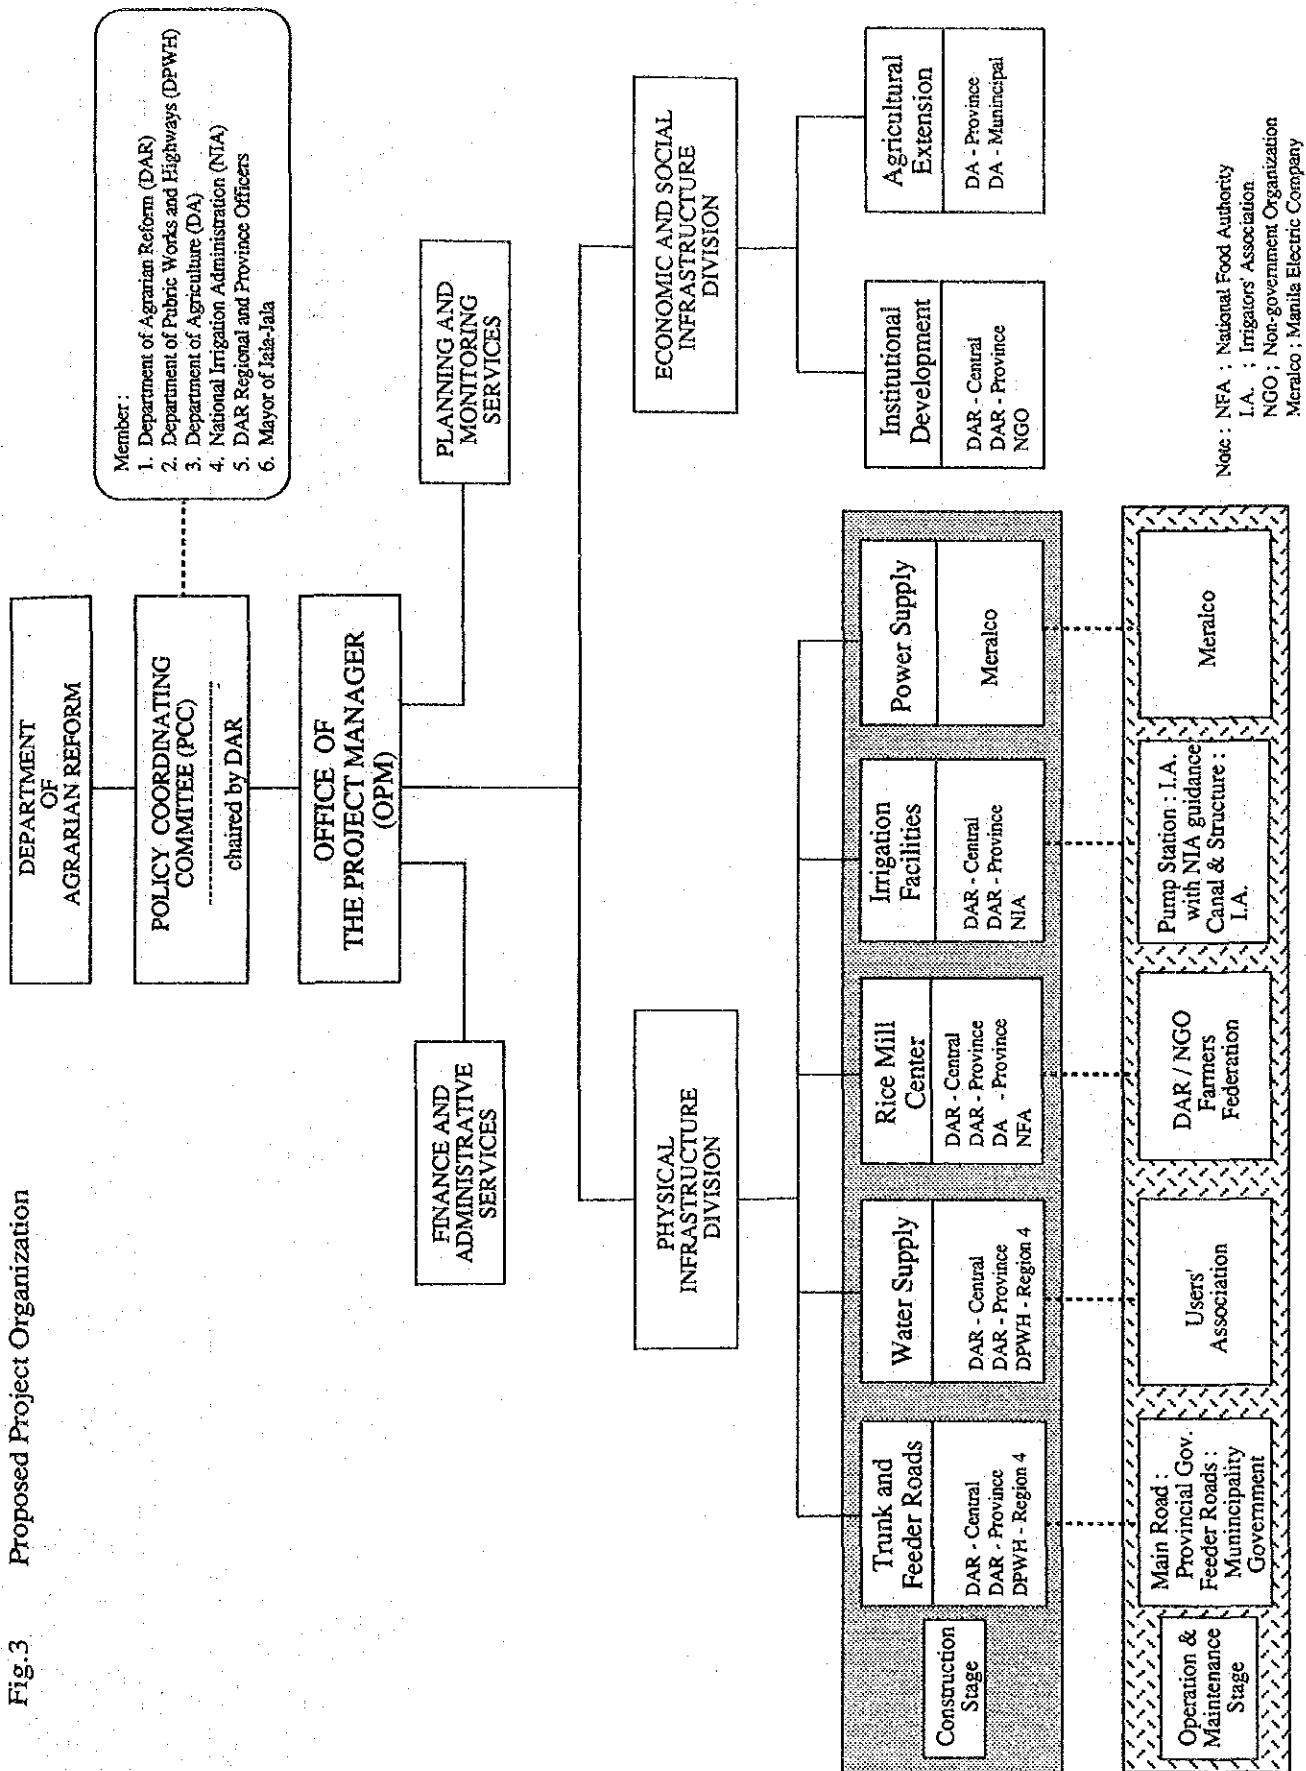 Fig.3 Proposed Project Organization
DEPARTMENT
OF
AGRARIAN REFORM
POLICY COORDINATING
COMMITEE (PCC)
chaired by DAR
Member :
1. Department of Agrarian Reform (DAR)
2. Department of Pubric Works and Highways (DPWH)
3. Department of Agriculture (DA)
4. National Irrigation Administration (NIA)
5. DAR Regional and Province Officers
6. Mayor of Jala-Jala
OFFICE OF
THE PROJECT MANAGER
(OPM)
FINANCE AND
ADMINISTRATIVE
SERVICES
PLANNING AND
MONITORING
SERVICES
PHYSICAL
INFRASTRUCTURE
DIVISION
ECONOMIC AND SOCIAL
INFRASTRUCTURE
DIVISION
Construction
Stage
Trunk and
Feeder Roads
DAR - Central
DAR - Province
DPWH - Region 4
Water Supply
DAR - Central
DAR - Province
DPWH - Region 4
Rice Mill
Center
DAR - Central
DAR - Province
DA - Province
NFA
Irrigation
Facilities
DAR - Central
DAR - Province
NIA
Power Supply
Meralco
Institutional
Development
DAR - Central
DAR - Province
NGO
Agricultural
Extension
DA - Province
DA - Munincipal
Operation &
Maintenance
Stage
Main Road :
Provincial Gov.
Feeder Roads :
Munincipality
Government
Users'
Association
DAR / NGO
Farmers
Federation
Pump Station : I.A.
with NIA guidance
Canal & Structure :
I.A.
Meralco
Note : NFA ; National Food Authority
I.A. ; Irrigators' Association
NGO ; Non-government Organization
Meralco ; Manila Electric Company